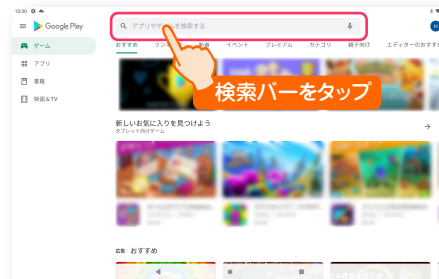 10:30
Google Play
アプリやゲームを検索する
H
ゲーム
おすすめ ランキ 新着 イベント プレミアム カテゴリ 親子向け エディターのおすす
アプリ
書籍
映画＆TV
検索バーをタップ
新しいお気に入りを見つけよう
タブレット向けゲーム
広告 おすすめ